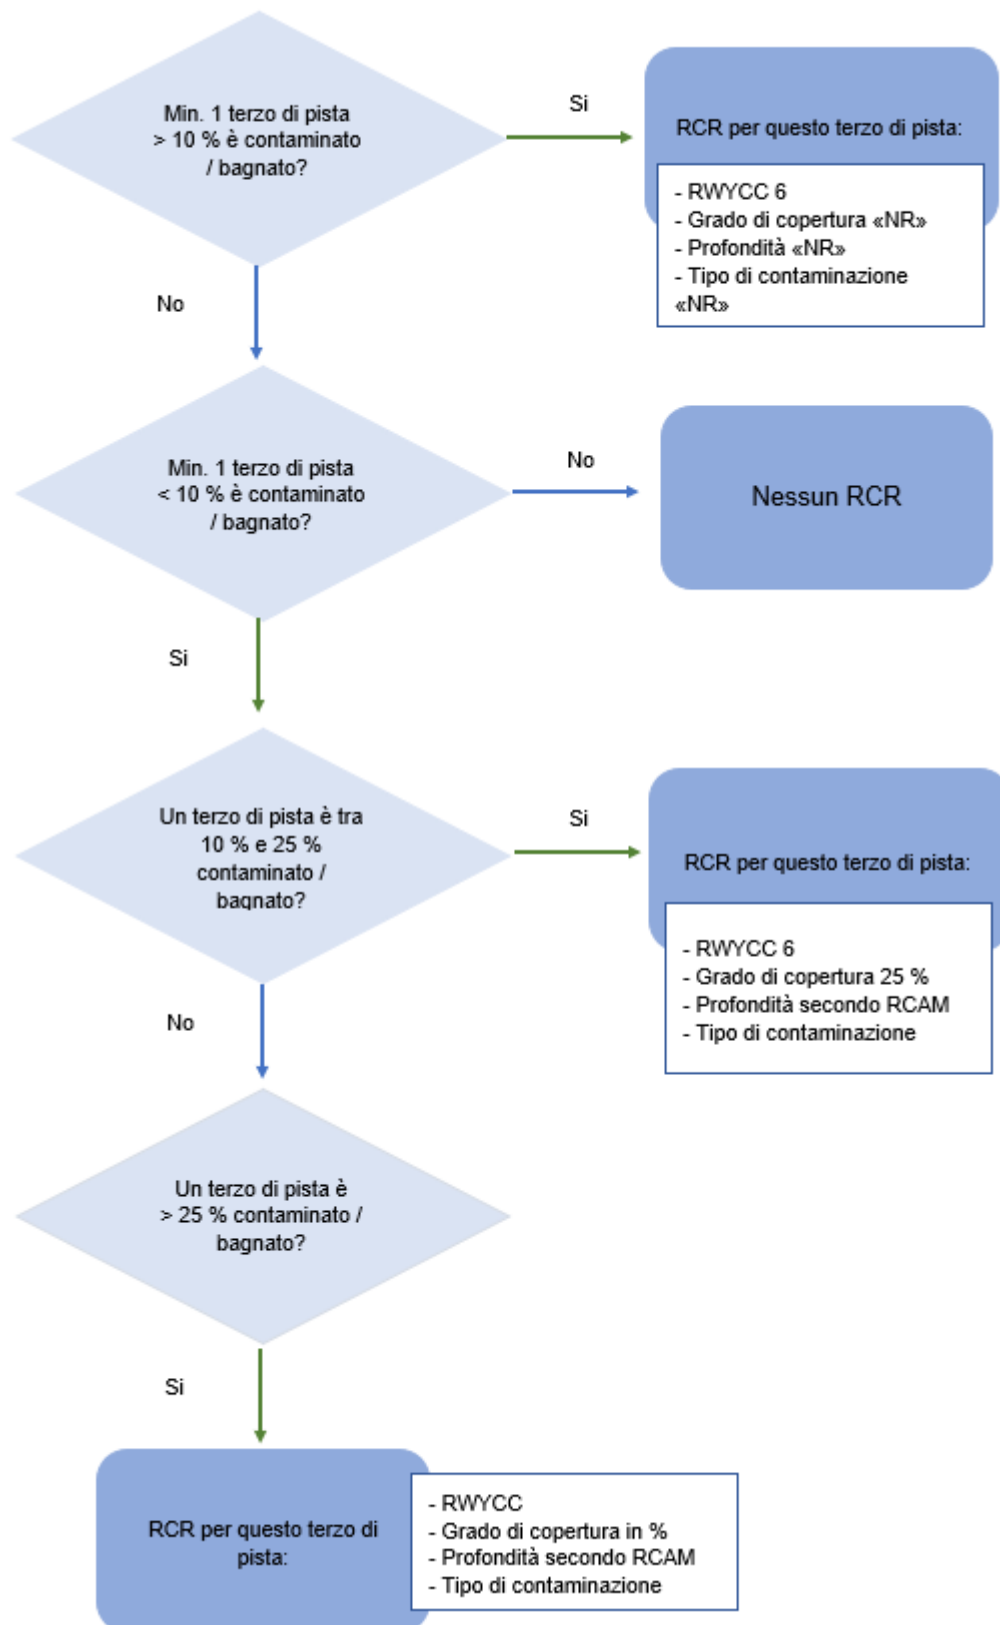 Min. 1 terzo di pista
> 10 % è contaminato
/ bagnato?
Si
RCR per questo terzo di pista:
- RWYCC 6
- Grado di copertura «NR»
- Profondità «NR»
- Tipo di contaminazione
«NR»
No
Min. 1 terzo di pista
< 10 % è contaminato
/ bagnato?
No
Nessun RCR
Si
Un terzo di pista è tra
10 % e 25 %
contaminato /
bagnato?
Si
RCR per questo terzo di pista:
- RWYCC 6
- Grado di copertura 25 %
- Profondità secondo RCAM
- Tipo di contaminazione
No
Un terzo di pista è
> 25 % contaminato /
bagnato?
Si
RCR per questo terzo di
pista:
- RWYCC
- Grado di copertura in %
- Profondità secondo RCAM
- Tipo di contaminazione